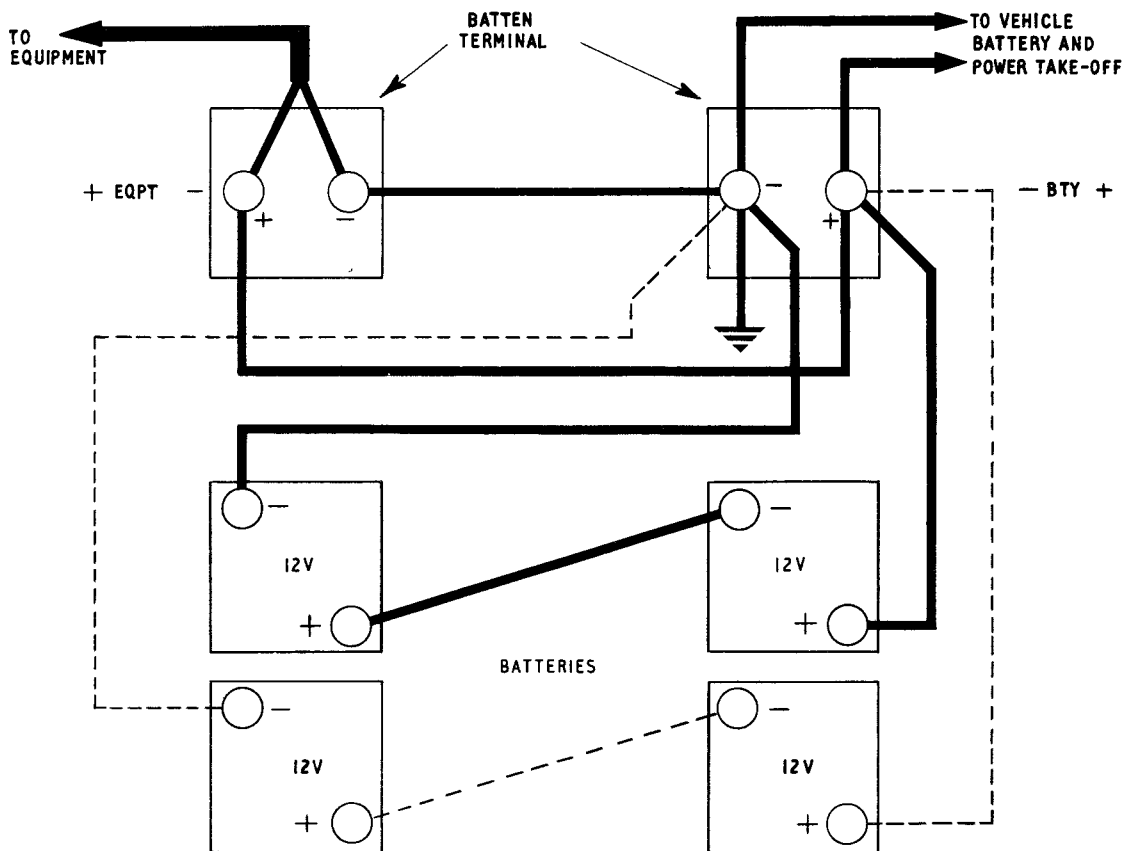 TO
EQUIPMENT
BATTEN
TERMINAL
TO VEHICLE
BATTERY AND
POWER TAKE-OFF
+ EQPT -
+
-
-
+
- BTY +
-
12V
+
-
12V
+
BATTERIES
-
12V
+
-
12V
+